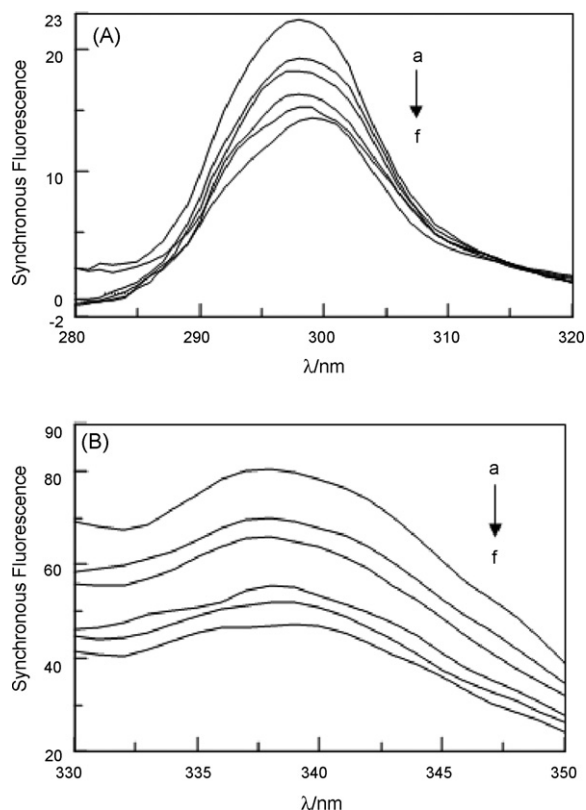 (A)
23
20
10
0
-2
Synchronous Fluorescence
a
f
280 290 300 310 320
λ/nm
(B)
90
80
60
40
20
Synchronous Fluorescence
a
f
330 335 340 345 350
λ/nm